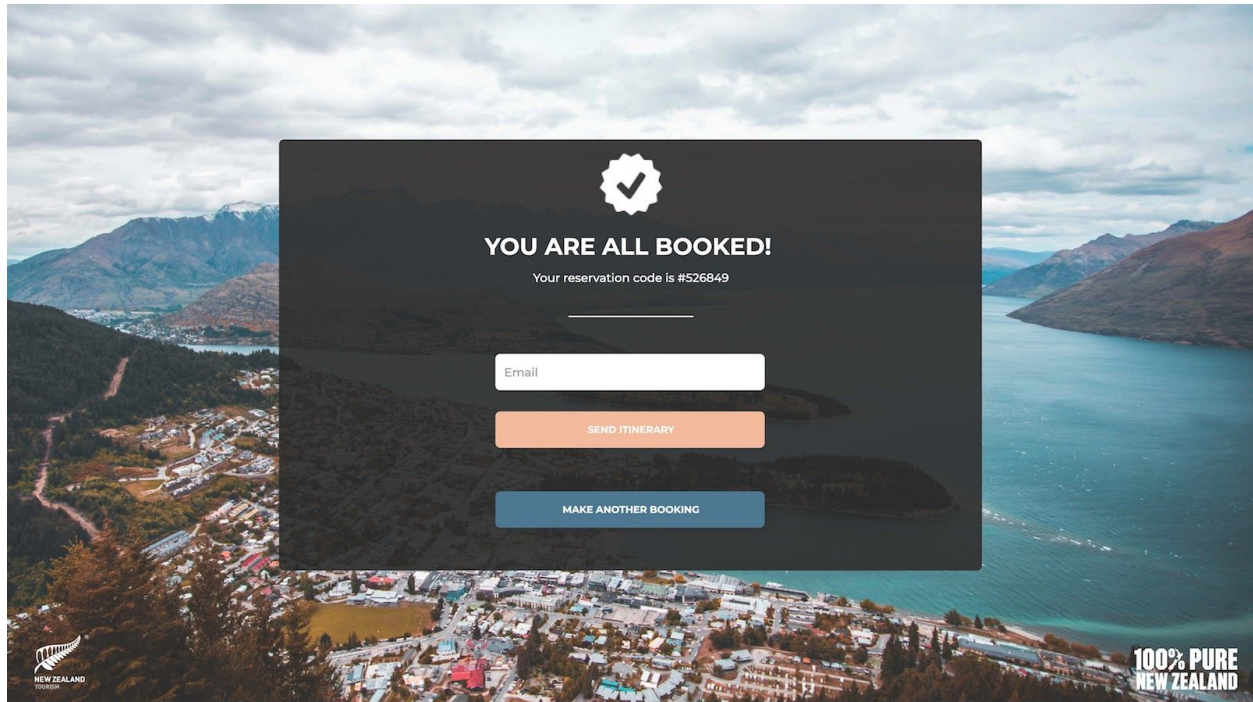 YOU ARE ALL BOOKED!
Your reservation code is #526849
Email
SEND ITINERARY
MAKE ANOTHER BOOKING
NEW ZEALAND
TOURISM
100% PURE
NEW ZEALAND